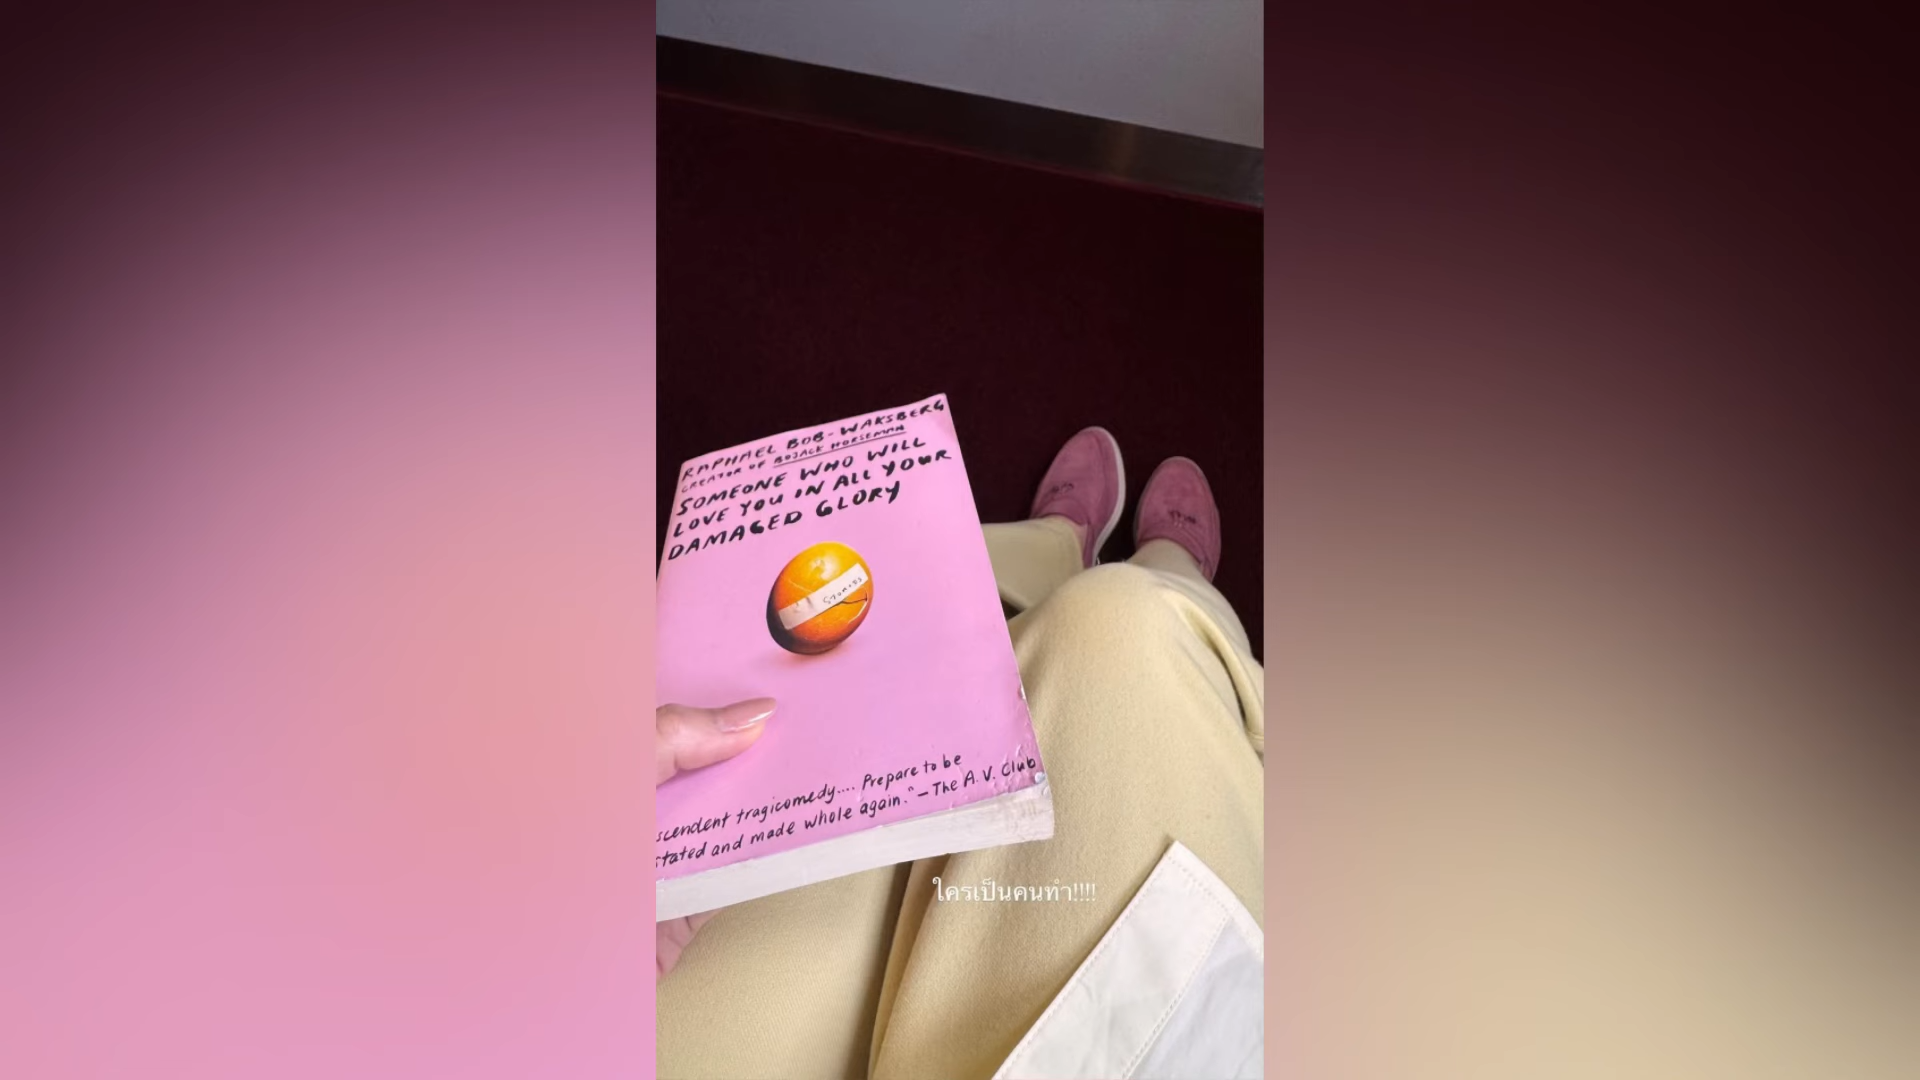 RAPHAEL BOB-WAKSBERG
CREATOR OF BOJACK HORSEMAN
SOMEONE WHO WILL
LOVE YOU IN ALL YOUR
DAMAGED GLORY
STORIES
scendent tragicomedy.... Prepare to be
stated and made whole again." — The A. V. Club
ใครเป็นคนทำ!!!!